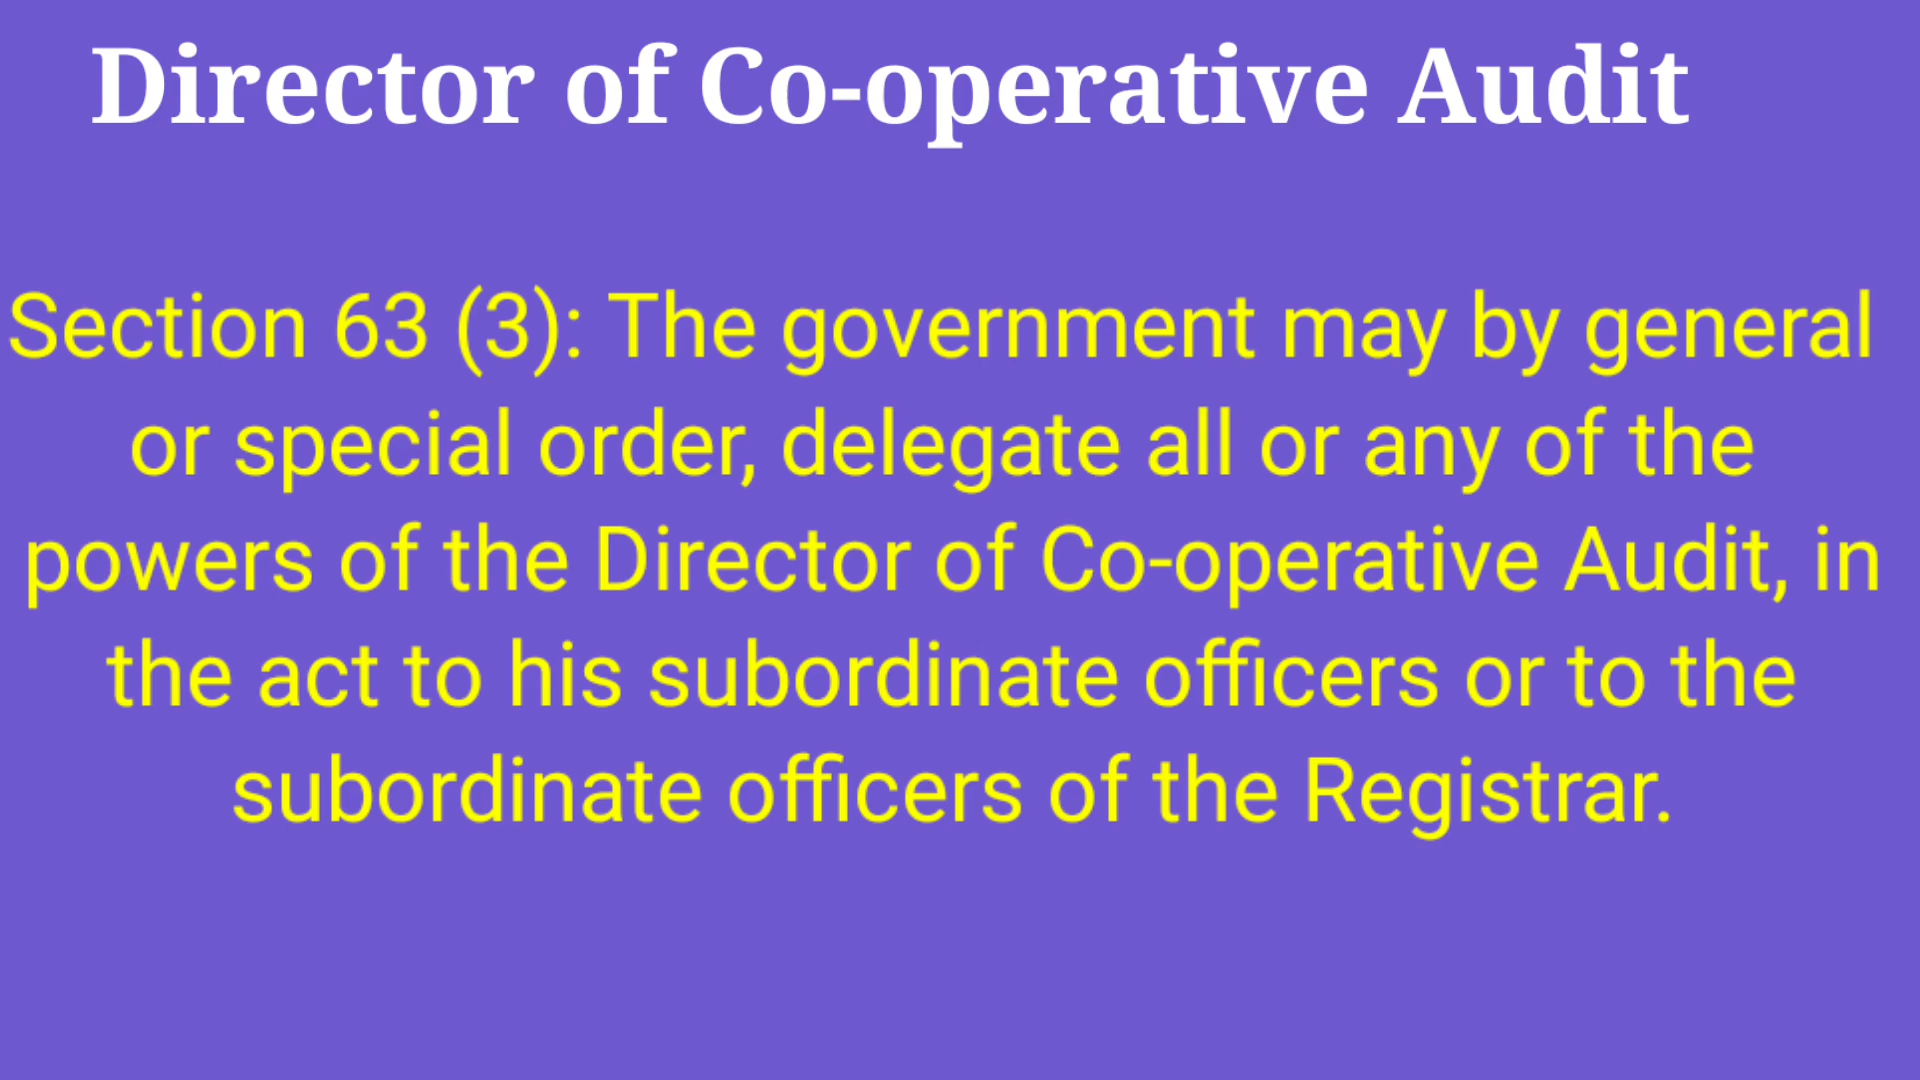 Director of Co-operative Audit
Section 63 (3): The government may by general
or special order, delegate all or any of the
powers of the Director of Co-operative Audit, in
the act to his subordinate officers or to the
subordinate officers of the Registrar.